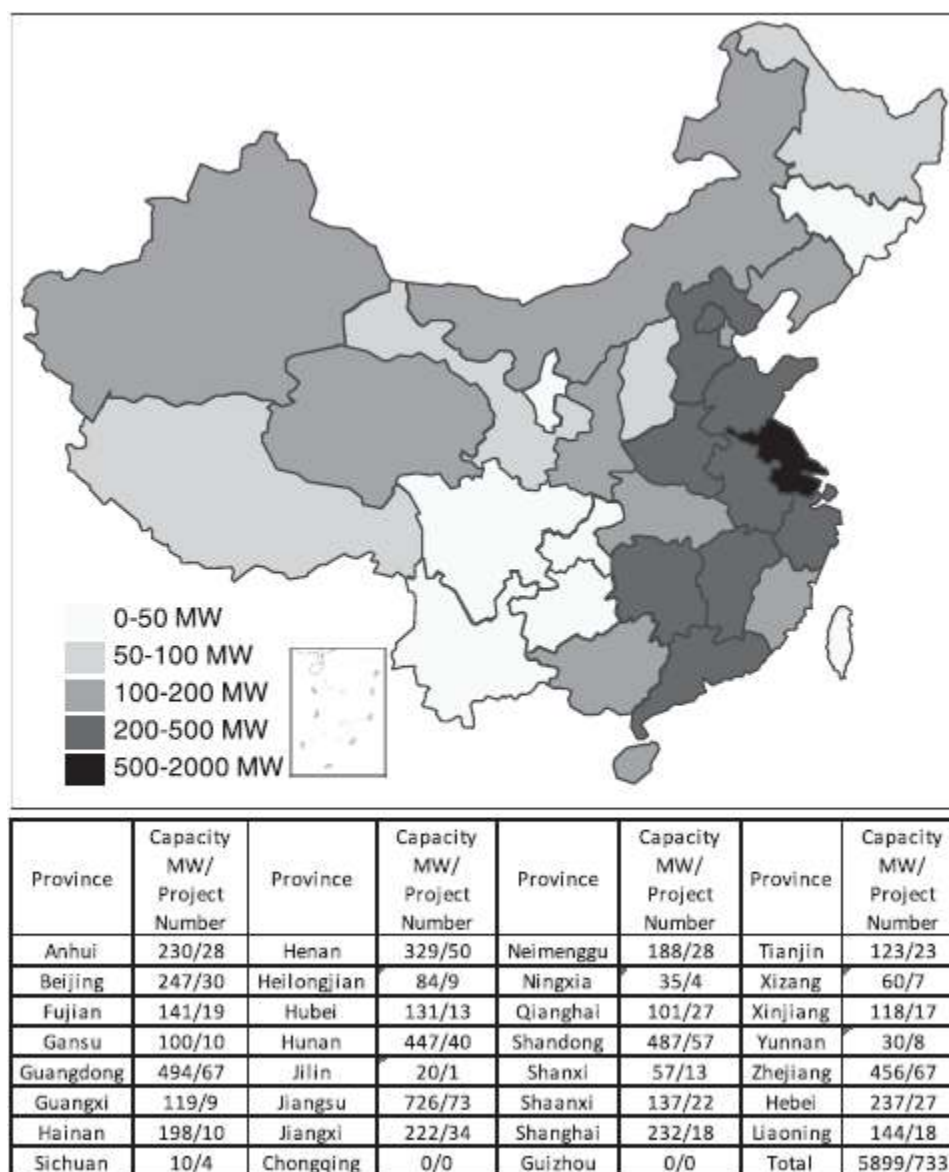 0-50 MW
50-100 MW
100-200 MW
200-500 MW
500-2000 MW
Province Capacity MW/ Project Number Province Capacity MW/ Project Number Province Capacity MW/ Project Number Province Capacity MW/ Project Number
Anhui 230/28 Henan 329/50 Neimenggu 188/28 Tianjin 123/23
Beijing 247/30 Heilongjian 84/9 Ningxia 35/4 Xizang 60/7
Fujian 141/19 Hubei 131/13 Qianghai 101/27 Xinjiang 118/17
Gansu 100/10 Hunan 447/40 Shandong 487/57 Yunnan 30/8
Guangdong 494/67 Jilin 20/1 Shanxi 57/13 Zhejiang 456/67
Guangxi 119/9 Jiangsu 726/73 Shaanxi 137/22 Hebei 237/27
Hainan 198/10 Jiangxi 222/34 Shanghai 232/18 Liaoning 144/18
Sichuan 10/4 Chongqing 0/0 Guizhou 0/0 Total 5899/733